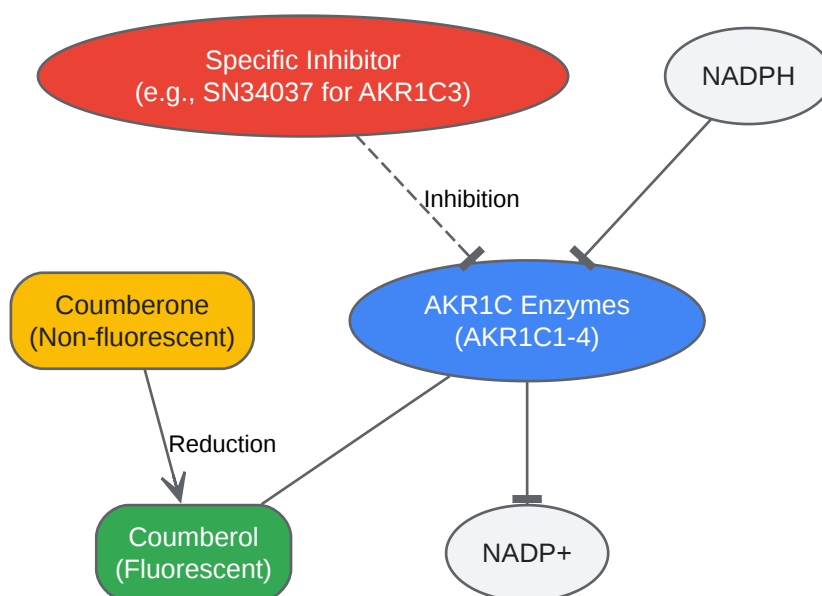 Specific Inhibitor
(e.g., SN34037 for AKR1C3)
NADPH
Inhibition
Coumberone
(Non-fluorescent)
AKR1C Enzymes
(AKR1C1-4)
Reduction
Coumberol
(Fluorescent)
NADP+